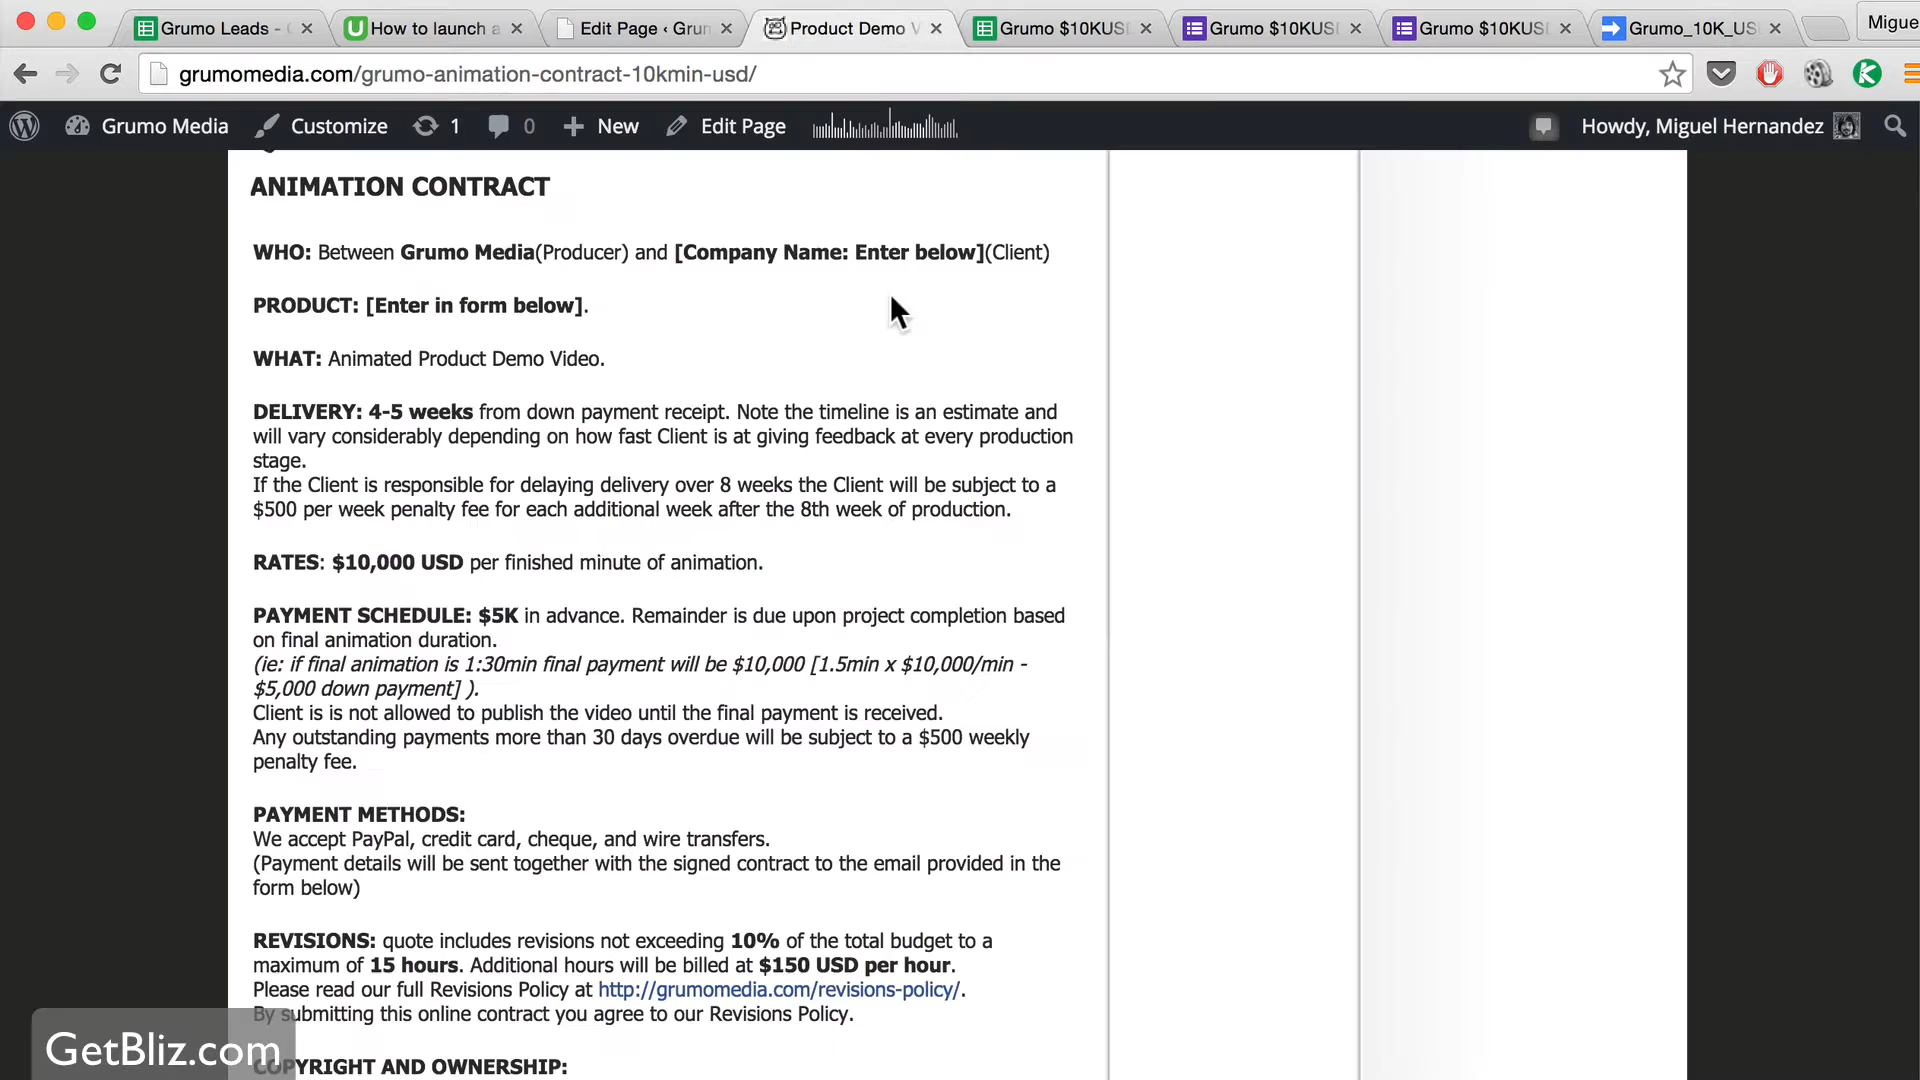 Grumo Leads -
How to launch a
Edit Page ‹ Grun
Product Demo V
Grumo $10KUS
Grumo $10KUS
Grumo $10KUS
Grumo_10K_US
Migue
grumomedia.com/grumo-animation-contract-10kmin-usd/
Grumo Media
Customize
1
0
New
Edit Page
Howdy, Miguel Hernandez
ANIMATION CONTRACT
WHO: Between Grumo Media(Producer) and [Company Name: Enter below](Client)
PRODUCT: [Enter in form below].
WHAT: Animated Product Demo Video.
DELIVERY: 4-5 weeks from down payment receipt. Note the timeline is an estimate and
will vary considerably depending on how fast Client is at giving feedback at every production
stage.
If the Client is responsible for delaying delivery over 8 weeks the Client will be subject to a
$500 per week penalty fee for each additional week after the 8th week of production.
RATES: $10,000 USD per finished minute of animation.
PAYMENT SCHEDULE: $5K in advance. Remainder is due upon project completion based
on final animation duration.
(ie: if final animation is 1:30min final payment will be $10,000 [1.5min x $10,000/min -
$5,000 down payment] ).
Client is is not allowed to publish the video until the final payment is received.
Any outstanding payments more than 30 days overdue will be subject to a $500 weekly
penalty fee.
PAYMENT METHODS:
We accept PayPal, credit card, cheque, and wire transfers.
(Payment details will be sent together with the signed contract to the email provided in the
form below)
REVISIONS: quote includes revisions not exceeding 10% of the total budget to a
maximum of 15 hours. Additional hours will be billed at $150 USD per hour.
Please read our full Revisions Policy at http://grumomedia.com/revisions-policy/.
By submitting this online contract you agree to our Revisions Policy.
COPYRIGHT AND OWNERSHIP:
GetBliz.com